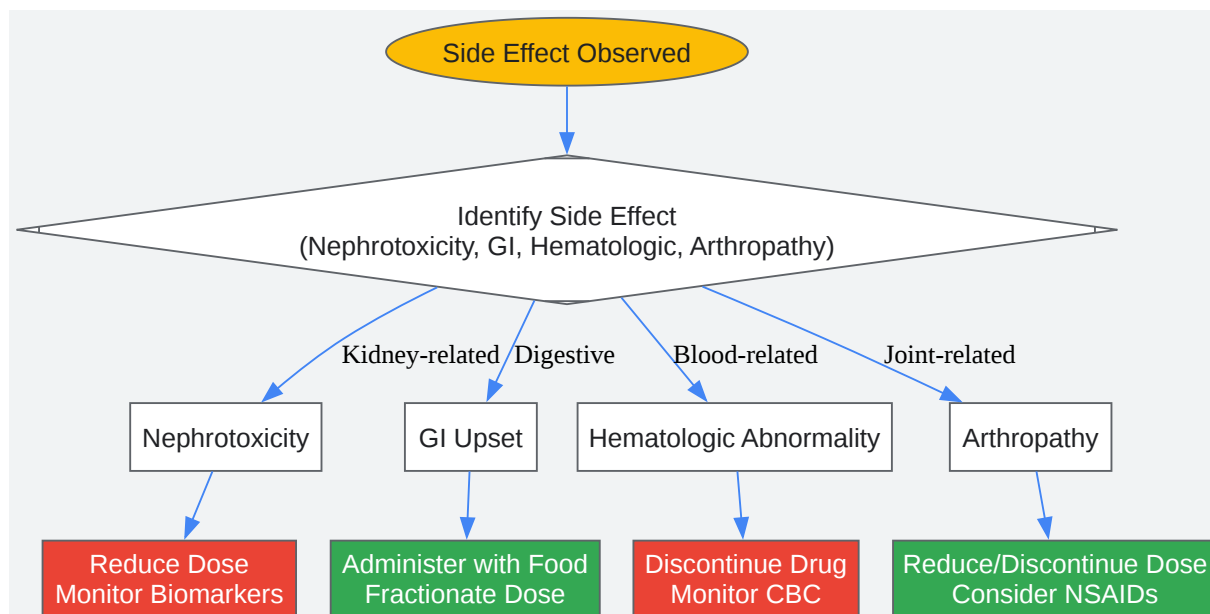 Side Effect Observed
Identify Side Effect
(Nephrotoxicity, GI, Hematologic, Arthropathy)
Kidney-related
Digestive
Blood-related
Joint-related
Nephrotoxicity
GI Upset
Hematologic Abnormality
Arthropathy
Reduce Dose
Monitor Biomarkers
Administer with Food
Fractionate Dose
Discontinue Drug
Monitor CBC
Reduce/Discontinue Dose
Consider NSAIDs